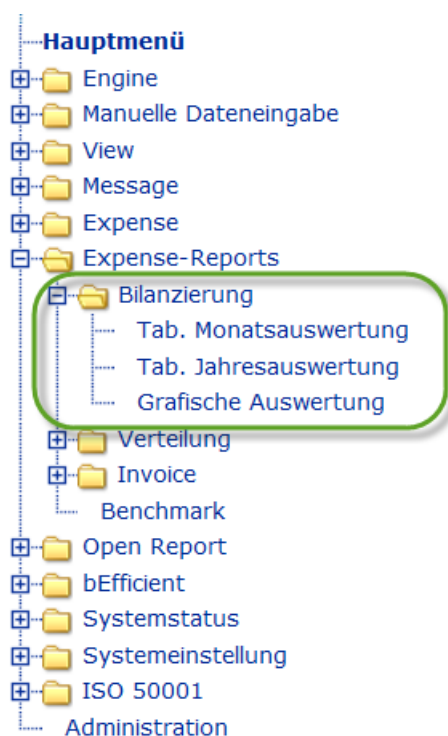 Hauptmenü
Engine
Manuelle Dateneingabe
View
Message
Expense
Expense-Reports
Bilanzierung
Tab. Monatsauswertung
Tab. Jahresauswertung
Grafische Auswertung
Verteilung
Invoice
Benchmark
Open Report
bEfficient
Systemstatus
Systemeinstellung
ISO 50001
Administration